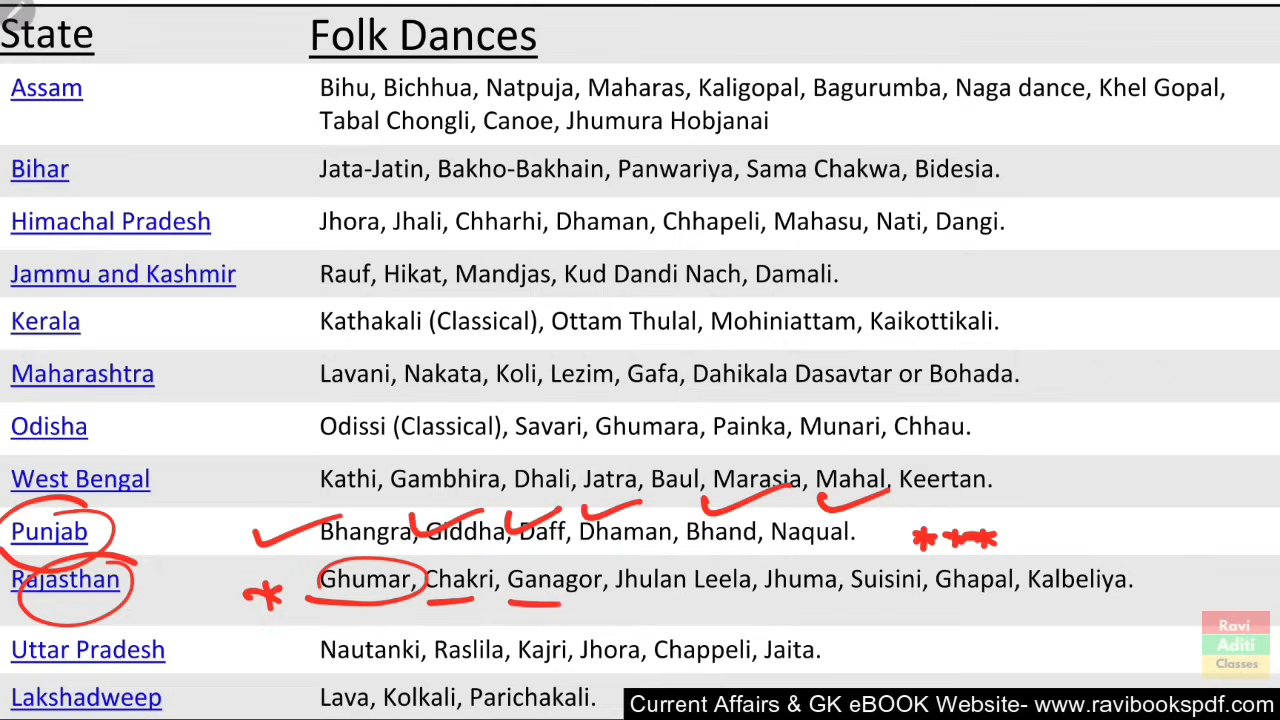 State Folk Dances
Assam Bihu, Bichhua, Natpuja, Maharas, Kaligopal, Bagurumba, Naga dance, Khel Gopal,
Tabal Chongli, Canoe, Jhumura Hobjanai
Bihar Jata-Jatin, Bakho-Bakhain, Panwariya, Sama Chakwa, Bidesia.
Himachal Pradesh Jhora, Jhali, Chharhi, Dhaman, Chhapeli, Mahasu, Nati, Dangi.
Jammu and Kashmir Rauf, Hikat, Mandjas, Kud Dandi Nach, Damali.
Kerala Kathakali (Classical), Ottam Thulal, Mohiniattam, Kaikottikali.
Maharashtra Lavani, Nakata, Koli, Lezim, Gafa, Dahikala Dasavtar or Bohada.
Odisha Odissi (Classical), Savari, Ghumara, Painka, Munari, Chhau.
West Bengal Kathi, Gambhira, Dhali, Jatra, Baul, Marasia, Mahal, Keertan.
Punjab Bhangra, Giddha, Daff, Dhaman, Bhand, Naqual.
Rajasthan Ghumar, Chakri, Ganagor, Jhulan Leela, Jhuma, Suisini, Ghapal, Kalbeliya.
Uttar Pradesh Nautanki, Raslila, Kajri, Jhora, Chappeli, Jaita.
Lakshadweep Lava, Kolkali, Parichakali.
Ravi
Aditi
Classes
Current Affairs & GK eBOOK Website- www.ravibookspdf.com